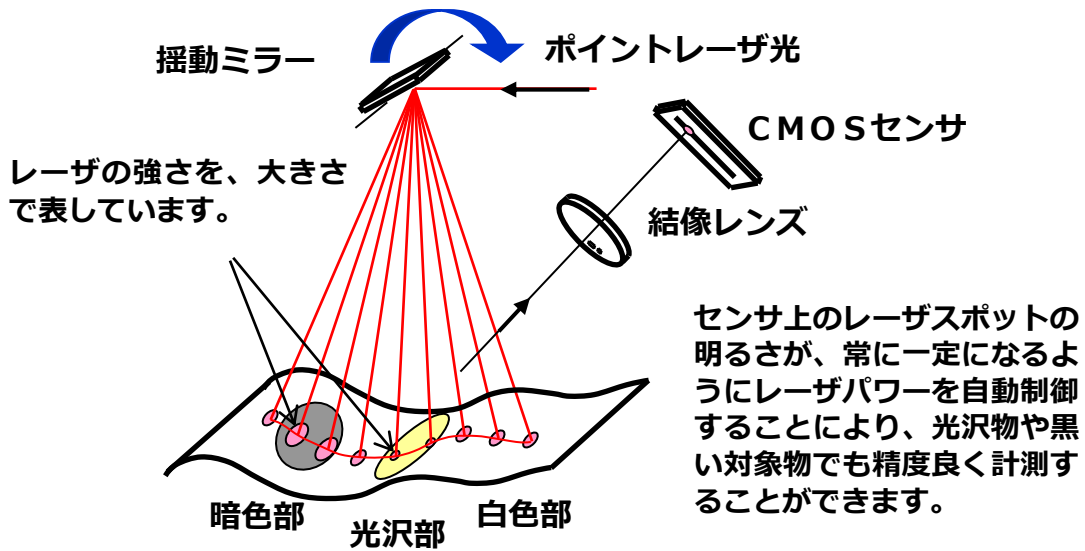 揺動ミラー
ポイントレーザ光
ＣＭＯＳセンサ
レーザの強さを、大きさ
で表しています。
結像レンズ
センサ上のレーザスポットの
明るさが、常に一定になるよ
うにレーザパワーを自動制御
することにより、光沢物や黒
い対象物でも精度良く計測す
ることができます。
暗色部
光沢部
白色部